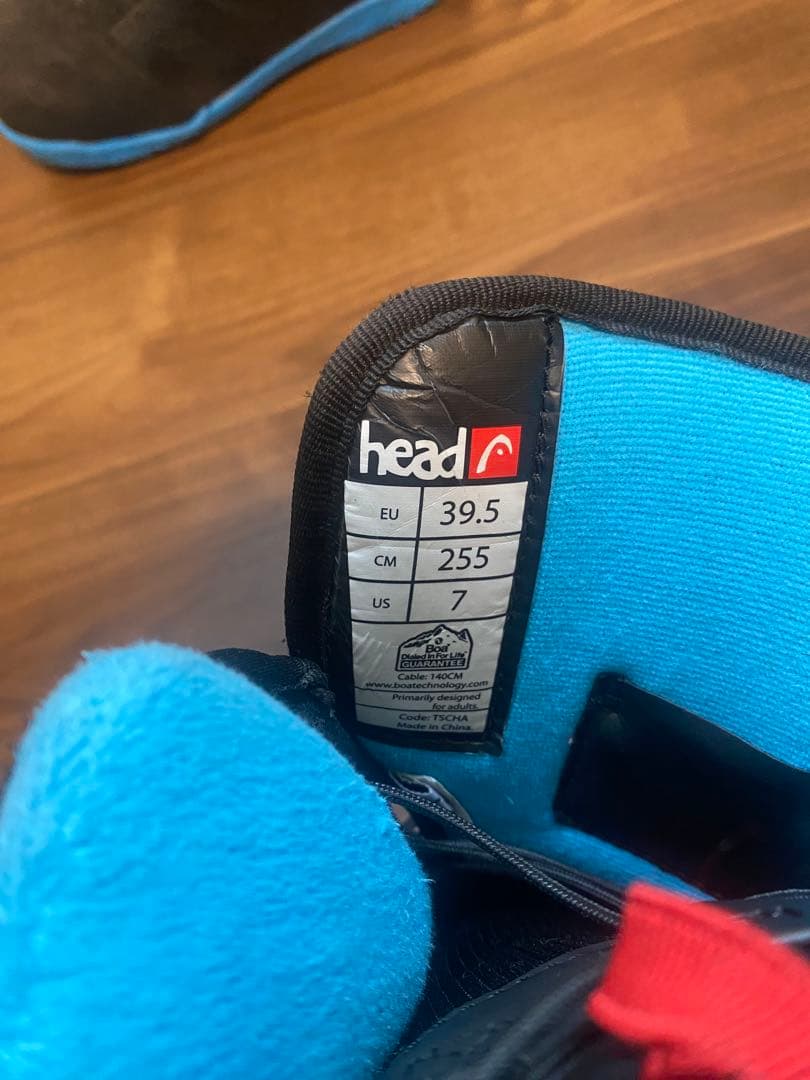 head
EU 39.5
CM 255
US 7
Boa
Dialed In For Life
GUARANTEE
Cable: 140CM
www.boatechnology.com
Primarily designed
for adults.
Code: TSCHA
Made in China.